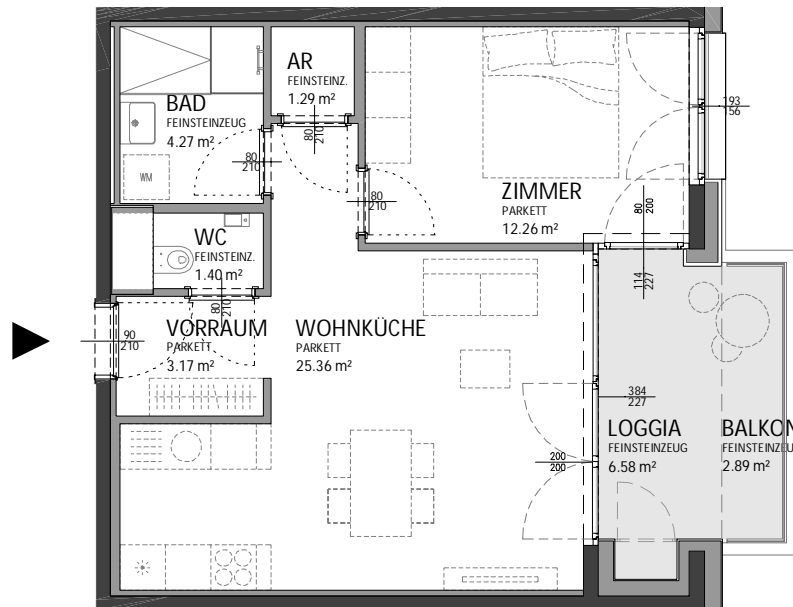 AR
FEINSTEINZ.
1.29 m²
BAD
FEINSTEINZEUG
4.27 m²
WM
80
210
80
210
80
210
ZIMMER
PARKETT
12.26 m²
193
56
80
200
114
227
WC
FEINSTEINZ.
1.40 m²
80
210
90
210
VORRAUM
PARKETT
3.17 m²
WOHNKÜCHE
PARKETT
25.36 m²
384
227
200
200
LOGGIA
FEINSTEINZEUG
6.58 m²
BALKON
FEINSTEINZEU
2.89 m²